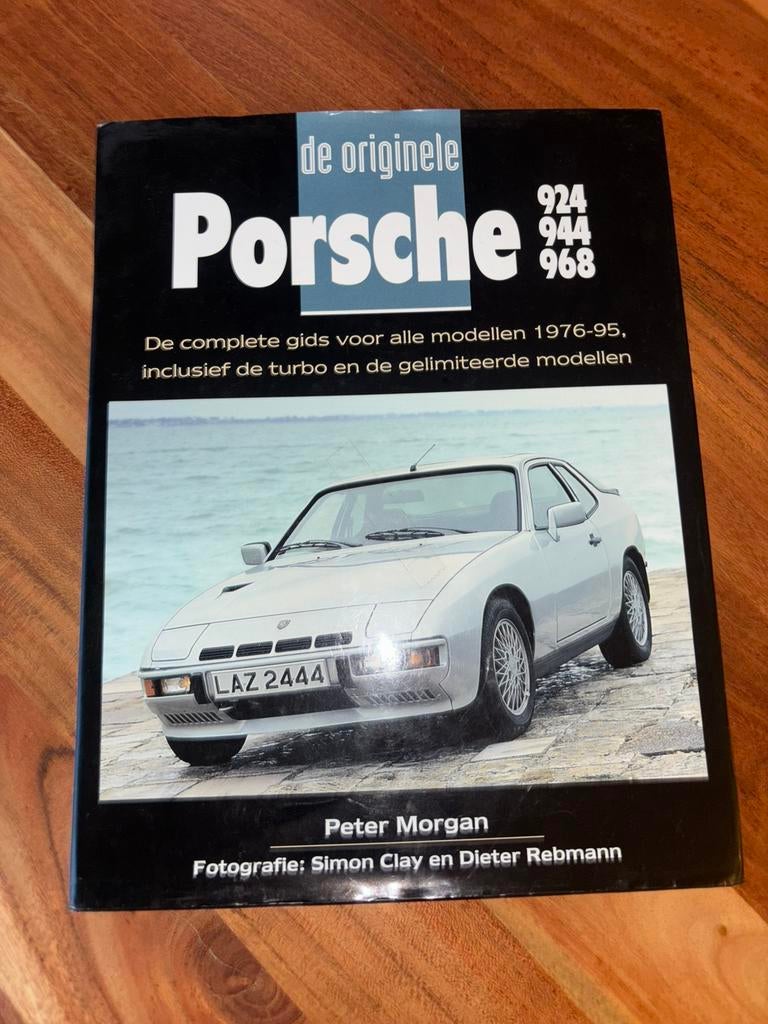 de originele
Porsche
924
944
968
De complete gids voor alle modellen 1976-95,
inclusief de turbo en de gelimiteerde modellen
LAZ 2444
Peter Morgan
Fotografie: Simon Clay en Dieter Rebmann